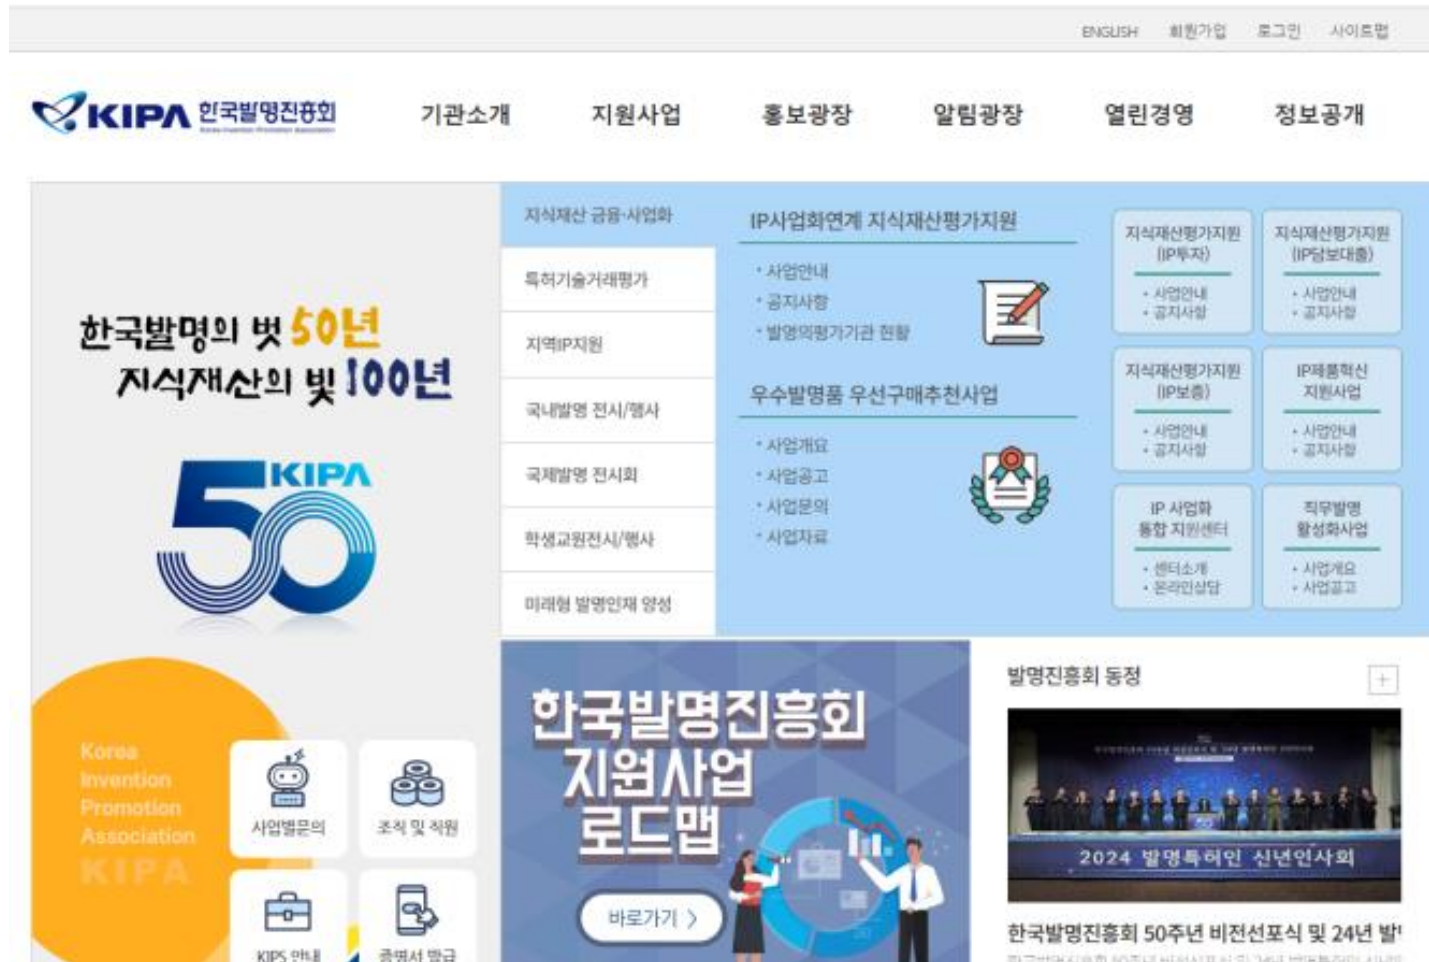 ENGLISH 회원가입 로그인 사이트맵
KIPA 한국발명진흥회
Korea Invention Promotion Association
기관소개 지원사업 홍보광장 알림광장 열린경영 정보공개
한국발명의 벗 50년
지식재산의 빛 100년
KIPA
50
Korea
Invention
Promotion
Association
KIPA
사업별문의
조직 및 직원
KIPS 안내
증명서 발급
지식재산 금융·사업화
특허기술거래평가
지역IP지원
국내발명 전시/행사
국제발명 전시회
학생교원전시/행사
미래형 발명인재 양성
IP사업화연계 지식재산평가지원
사업안내
공지사항
발명의평가기관 현황
우수발명품 우선구매추천사업
사업개요
사업공고
사업문의
사업자료
지식재산평가지원
(IP투자)
사업안내
공지사항
지식재산평가지원
(IP담보대출)
사업안내
공지사항
지식재산평가지원
(IP보증)
사업안내
공지사항
IP제품혁신
지원사업
사업안내
공지사항
IP 사업화
통합 지원센터
센터소개
온라인상담
직무발명
활성화사업
사업개요
사업공고
한국발명진흥회
지원사업
로드맵
바로가기 >
발명진흥회 동정
2024 발명특허인 신년인사회
한국발명진흥회 50주년 비전선포식 및 24년